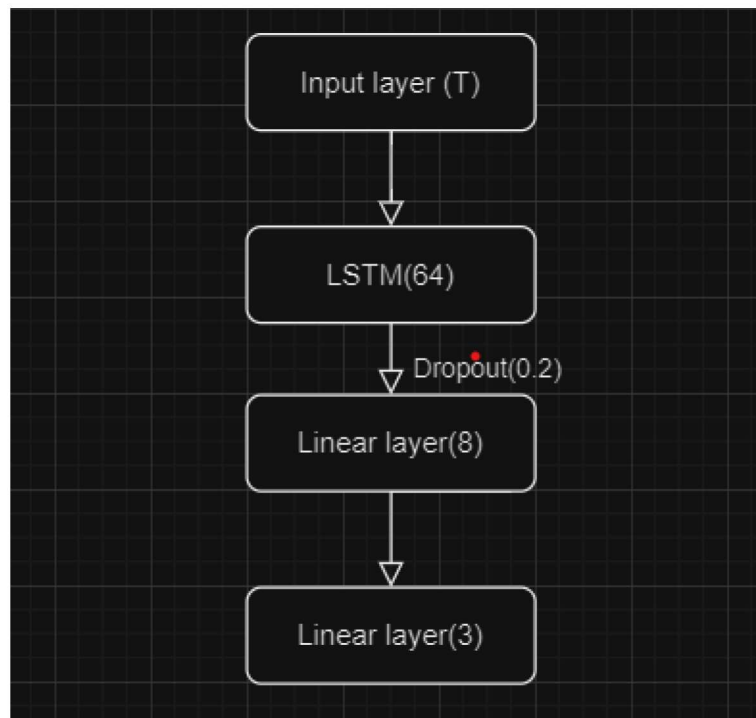 Input layer (T)
LSTM(64)
Dropout(0.2)
Linear layer(8)
Linear layer(3)